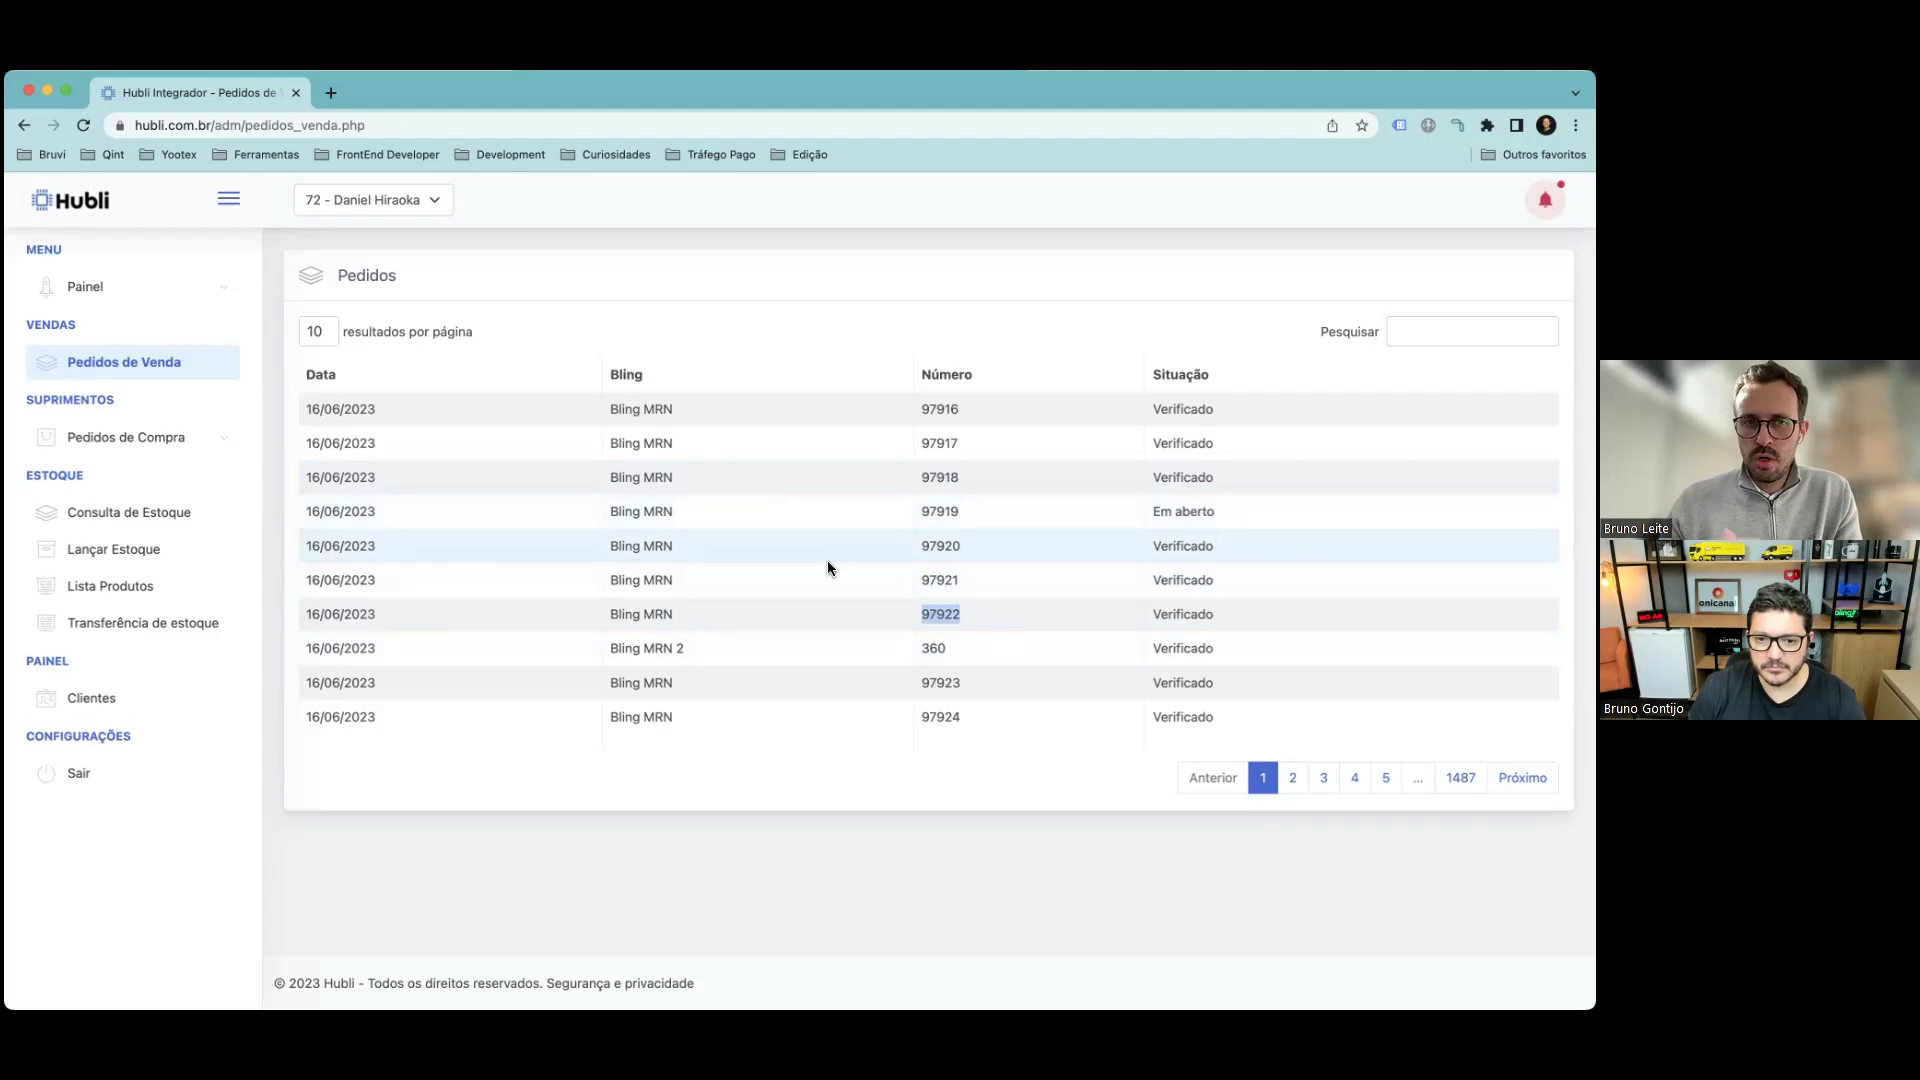 Hubli Integrador - Pedidos de
hubli.com.br/adm/pedidos_venda.php
Bruvi Qint Yootex Ferramentas FrontEnd Developer Development Curiosidades Tráfego Pago Edição Outros favoritos
Hubli
72 - Daniel Hiraoka
MENU
Painel
VENDAS
Pedidos de Venda
SUPRIMENTOS
Pedidos de Compra
ESTOQUE
Consulta de Estoque
Lançar Estoque
Lista Produtos
Transferência de estoque
PAINEL
Clientes
CONFIGURAÇÕES
Sair
Pedidos
10 resultados por página
Pesquisar
Data Bling Número Situação
16/06/2023 Bling MRN 97916 Verificado
16/06/2023 Bling MRN 97917 Verificado
16/06/2023 Bling MRN 97918 Verificado
16/06/2023 Bling MRN 97919 Em aberto
16/06/2023 Bling MRN 97920 Verificado
16/06/2023 Bling MRN 97921 Verificado
16/06/2023 Bling MRN 97922 Verificado
16/06/2023 Bling MRN 2 360 Verificado
16/06/2023 Bling MRN 97923 Verificado
16/06/2023 Bling MRN 97924 Verificado
Anterior 1 2 3 4 5 ... 1487 Próximo
© 2023 Hubli - Todos os direitos reservados. Segurança e privacidade
Bruno Leite
onicanal
ON AIR
bling!
Bruno Gontijo